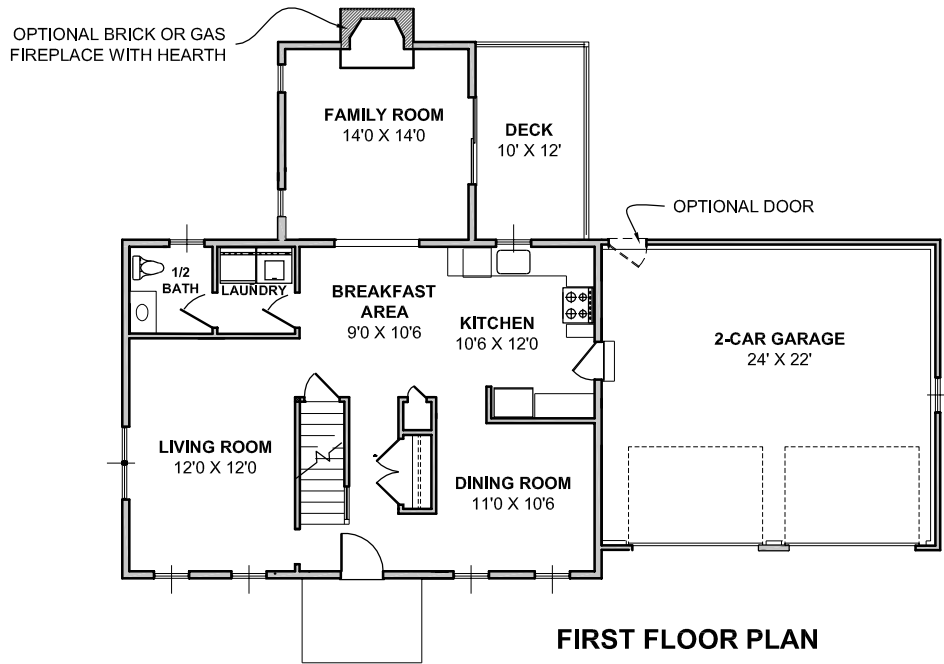 OPTIONAL BRICK OR GAS
FIREPLACE WITH HEARTH
FAMILY ROOM
14'0 X 14'0
DECK
10' X 12'
OPTIONAL DOOR
1/2
BATH
LAUNDRY
BREAKFAST
AREA
9'0 X 10'6
KITCHEN
10'6 X 12'0
2-CAR GARAGE
24' X 22'
LIVING ROOM
12'0 X 12'0
DINING ROOM
11'0 X 10'6
FIRST FLOOR PLAN